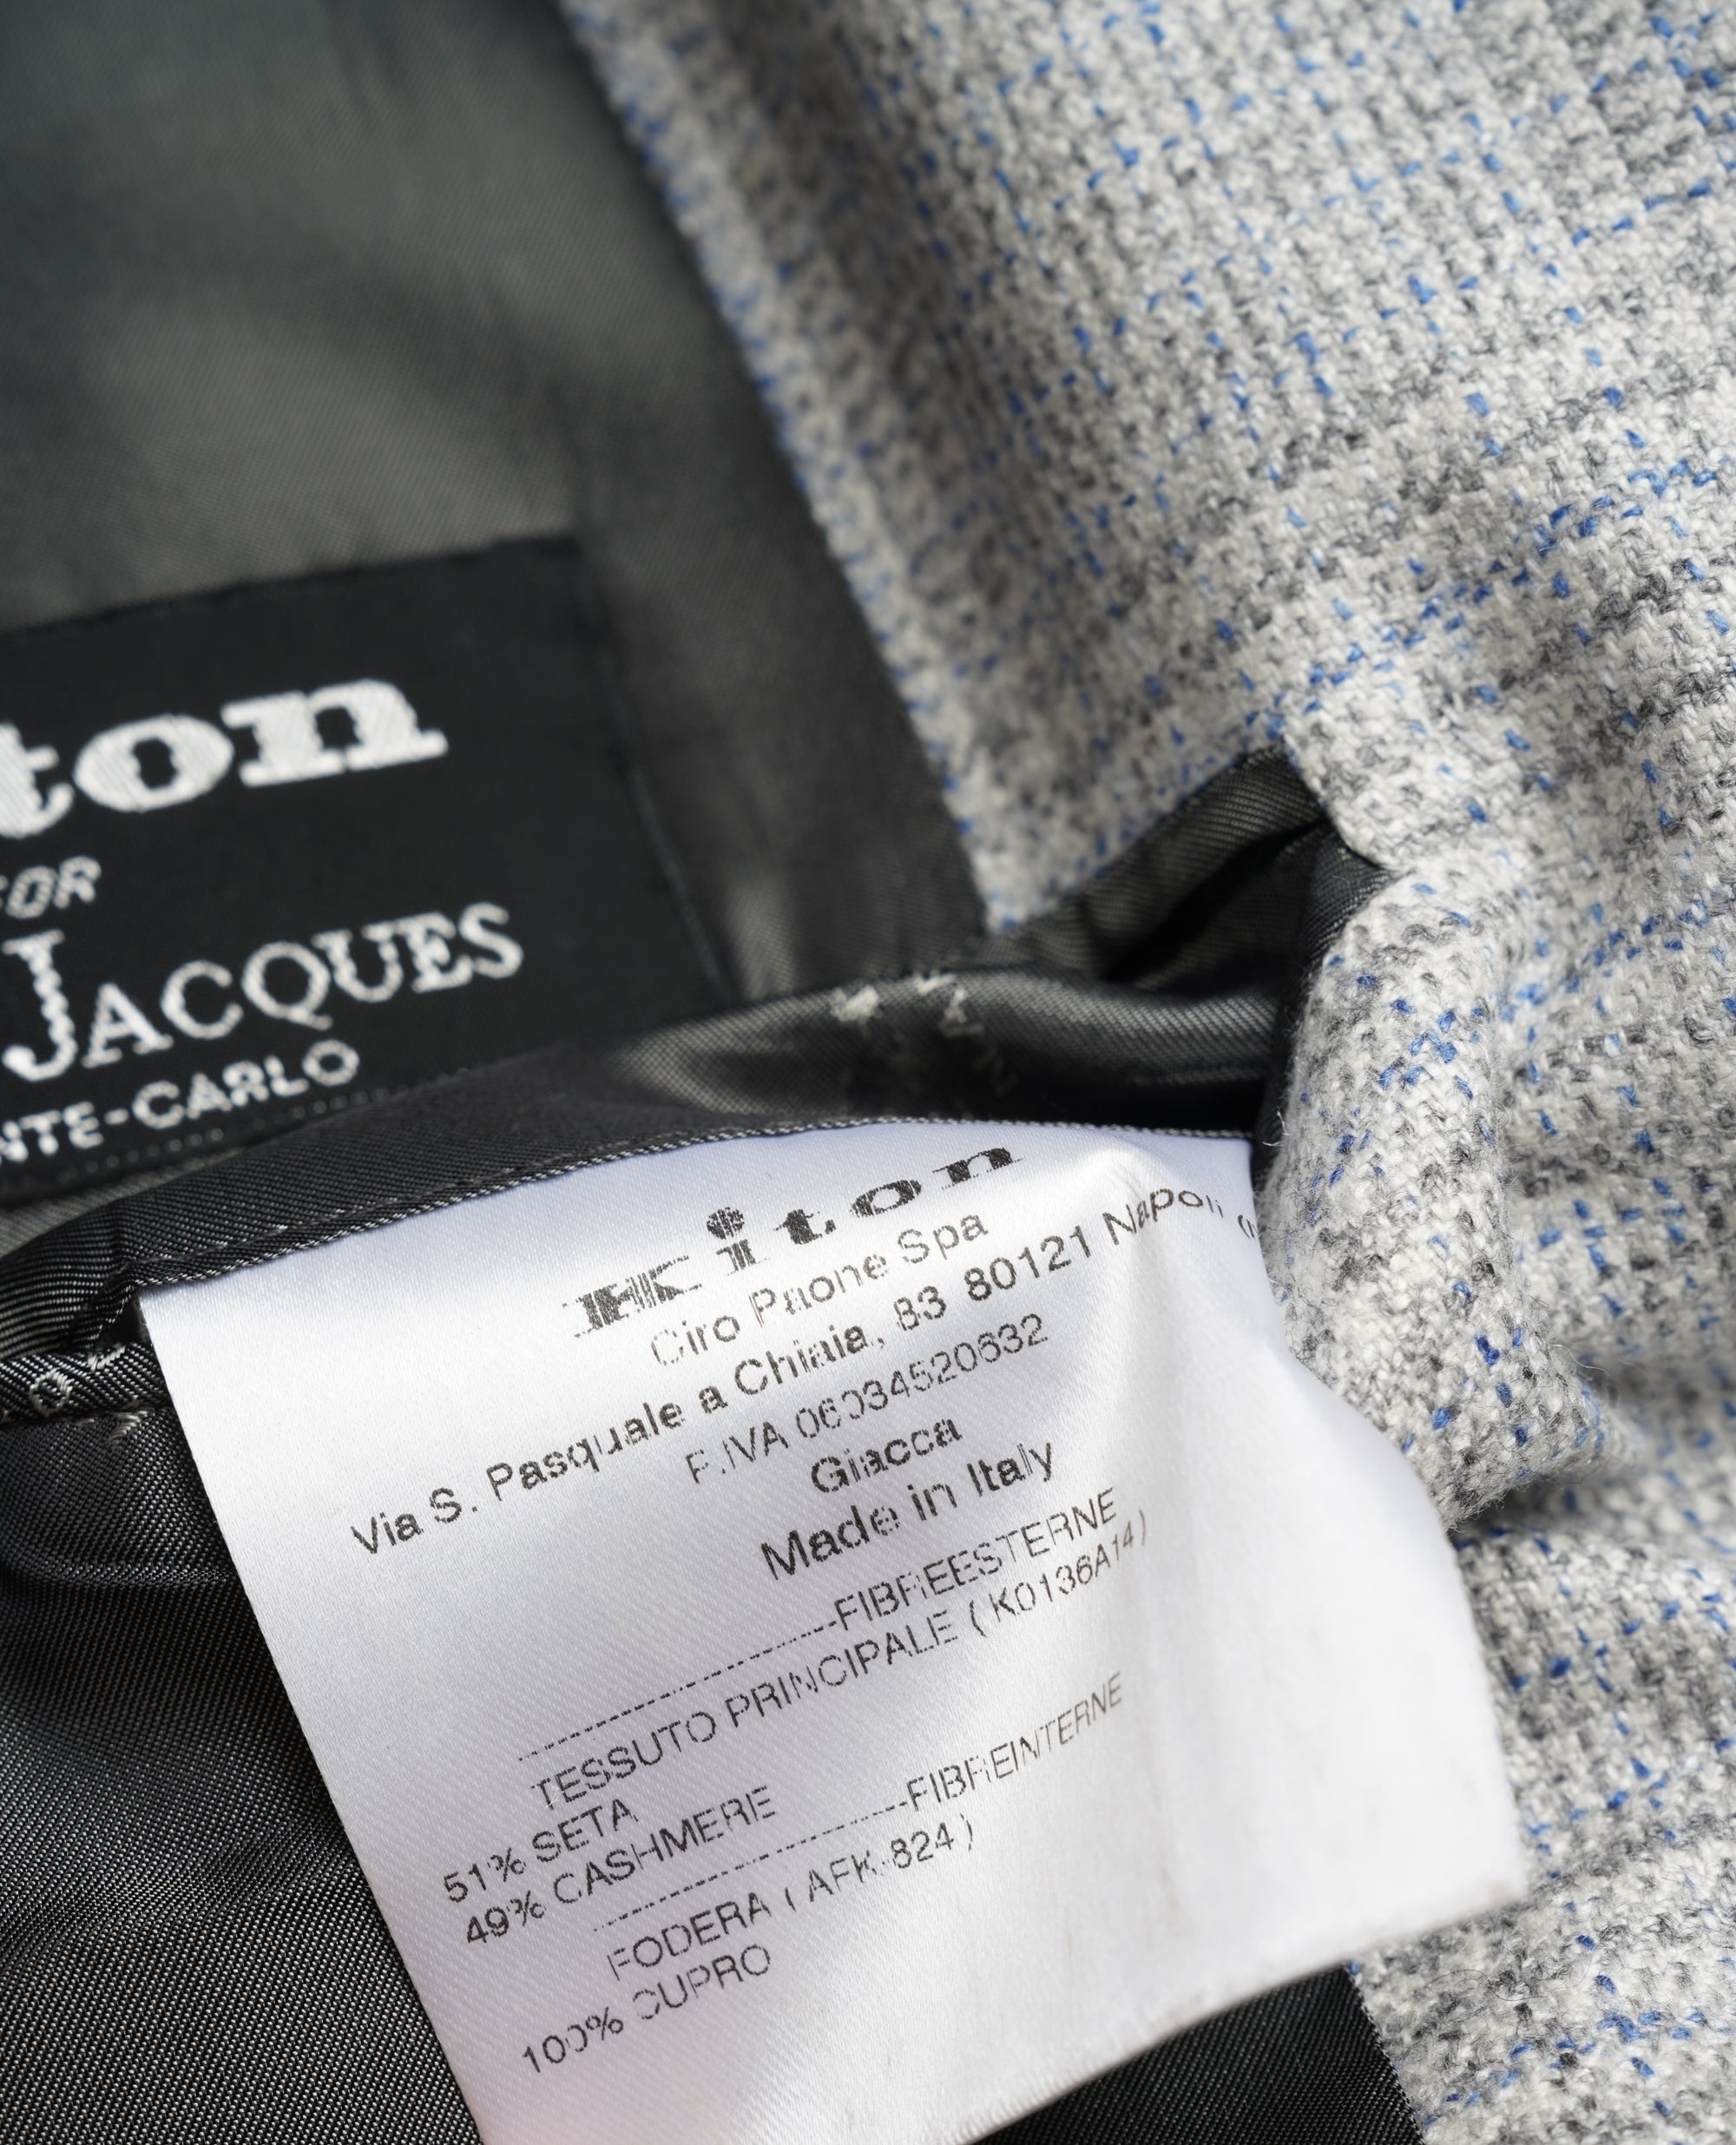 ton
FOR
JACQUES
NTE-CARLO
Kiton
Ciro Paone Spa
Via S. Pasquale a Chiaia, 83 80121 Napoli
P.IVA 06034520632
Giacca
Made in Italy
--------------------FIBREESTERNE
TESSUTO PRINCIPALE ( K0136A14 )
51% SETA
49% CASHMERE
--------------------FIBREINTERNE
FODERA ( AFK-824 )
100% CUPRO